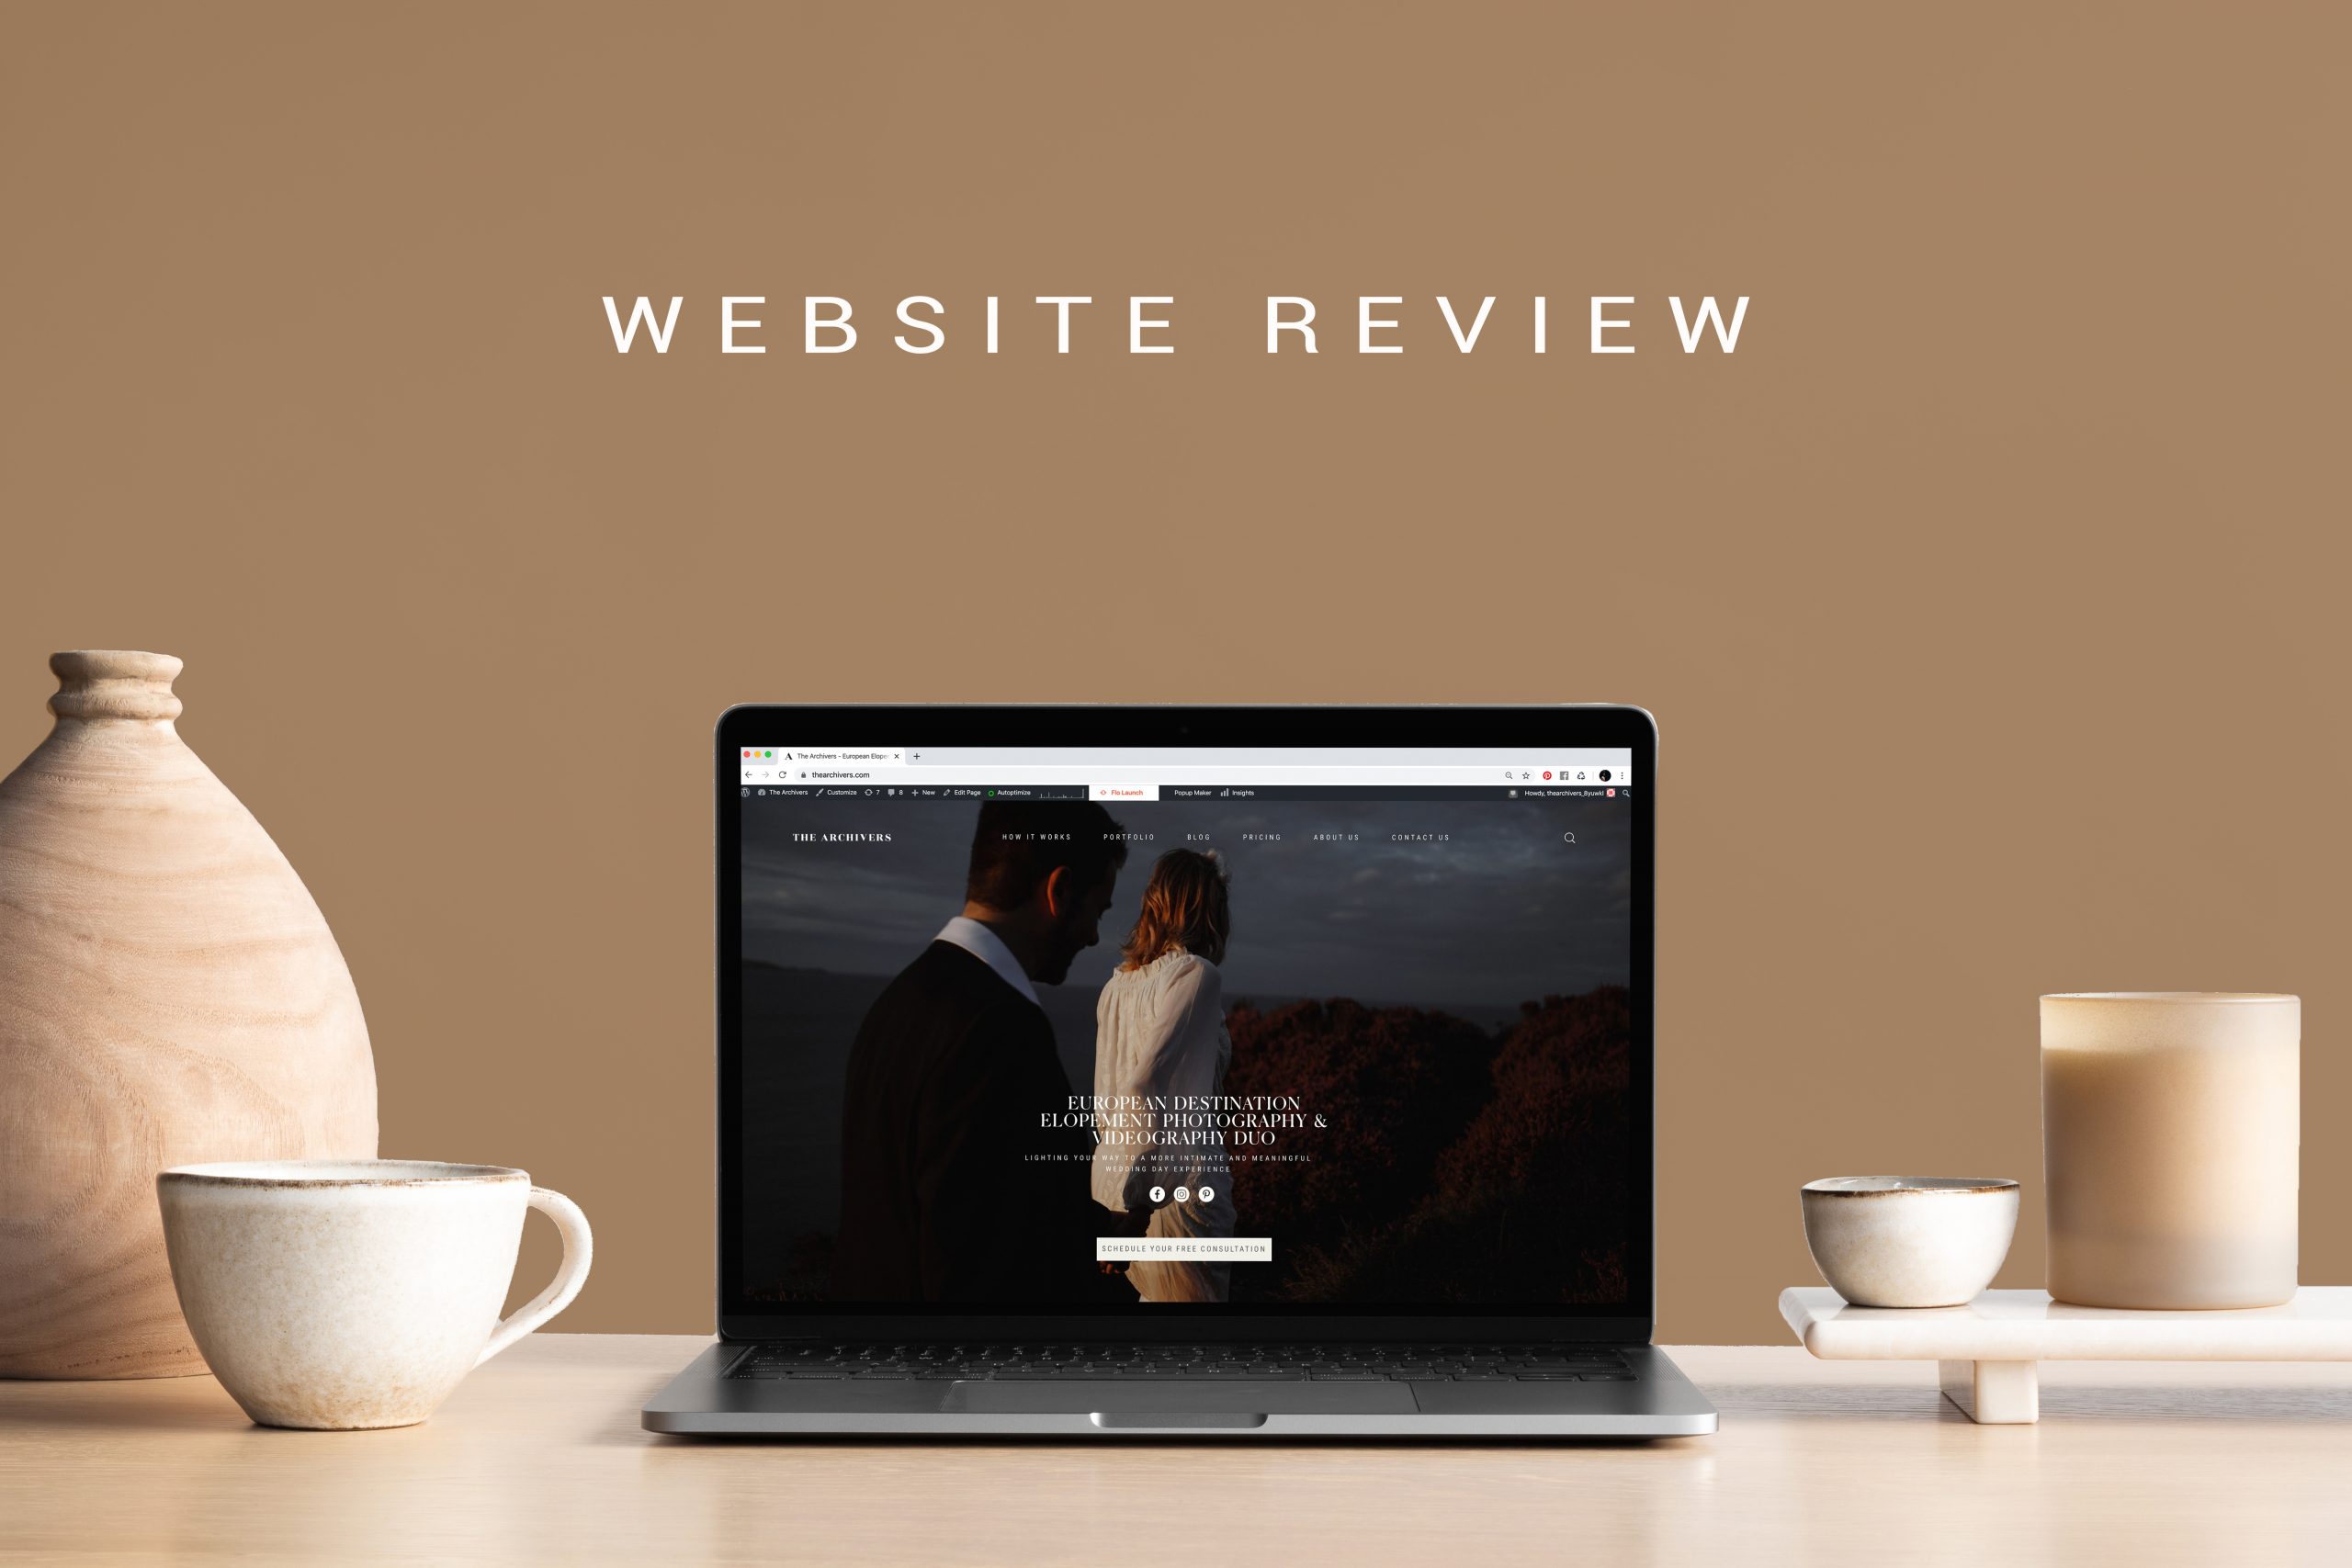 WEBSITE REVIEW
The Archivers - European Elope
thearchivers.com
The Archivers Customize 7 8 + New Edit Page Autoptimize Flo Launch Popup Maker Insights Howdy, thearchivers_8yuwkl
THE ARCHIVERS HOW IT WORKS PORTFOLIO BLOG PRICING ABOUT US CONTACT US
EUROPEAN DESTINATION
ELOPEMENT PHOTOGRAPHY &
VIDEOGRAPHY DUO
LIGHTING YOUR WAY TO A MORE INTIMATE AND MEANINGFUL
WEDDING DAY EXPERIENCE
SCHEDULE YOUR FREE CONSULTATION